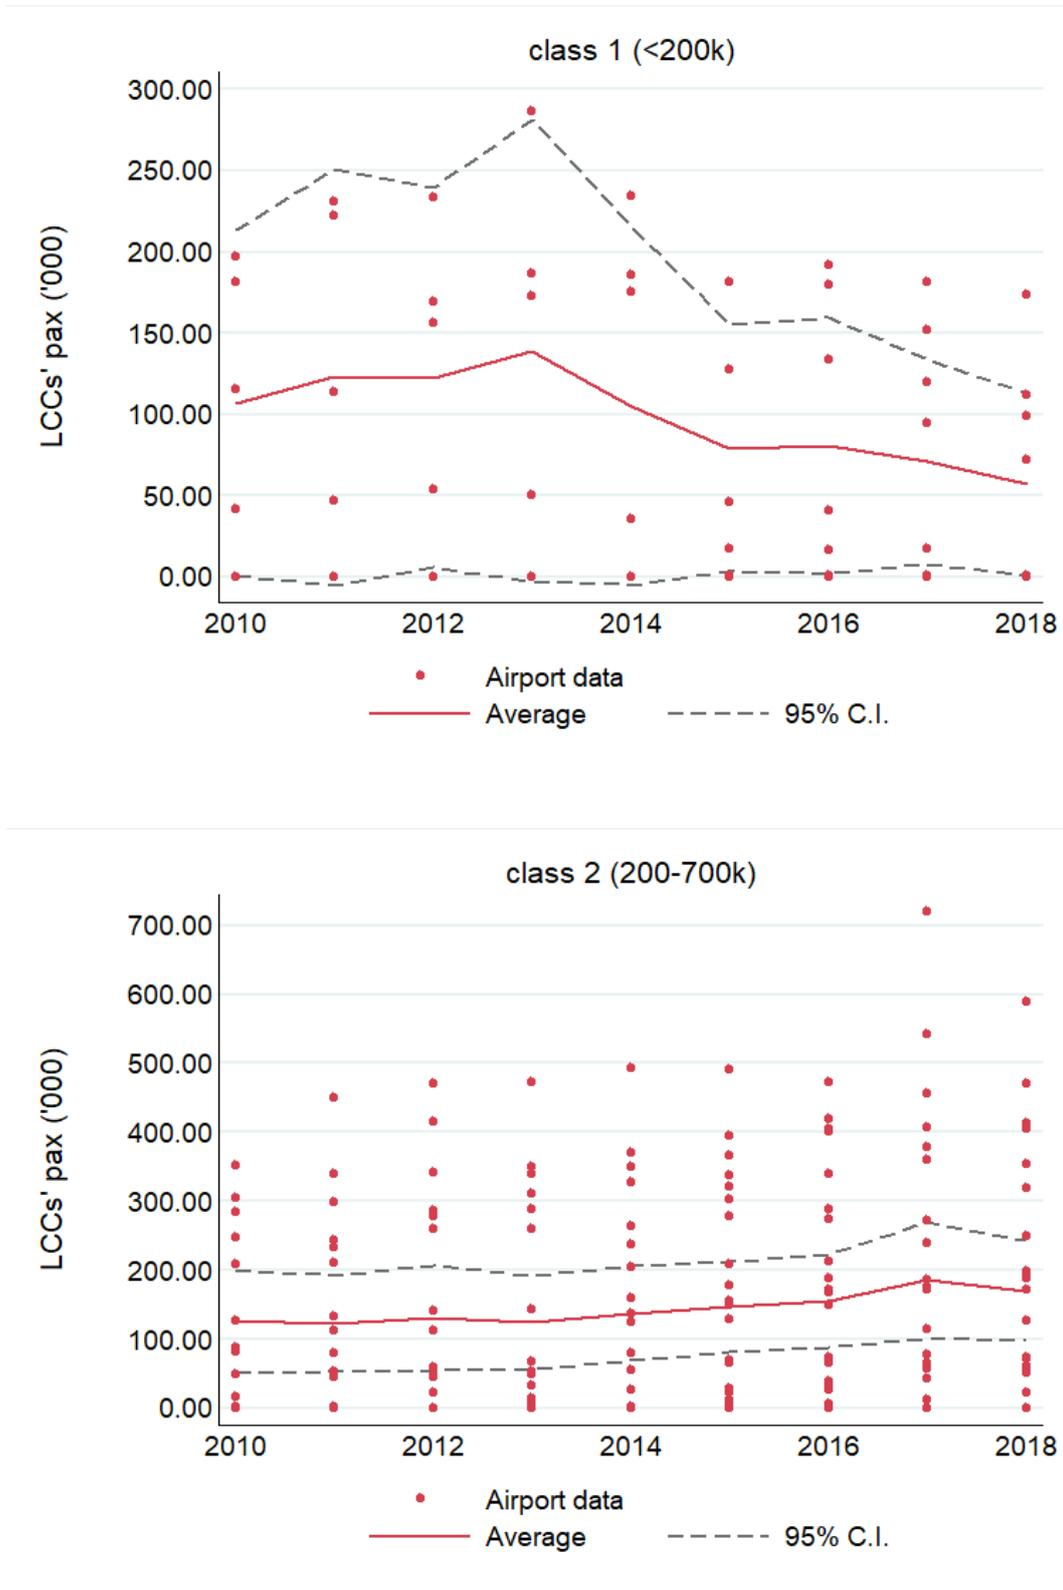 class 1 (<200k)
LCCs' pax ('000)
300.00
250.00
200.00
150.00
100.00
50.00
0.00
2010 2012 2014 2016 2018
Airport data
Average 95% C.I.
class 2 (200-700k)
LCCs' pax ('000)
700.00
600.00
500.00
400.00
300.00
200.00
100.00
0.00
2010 2012 2014 2016 2018
Airport data
Average 95% C.I.